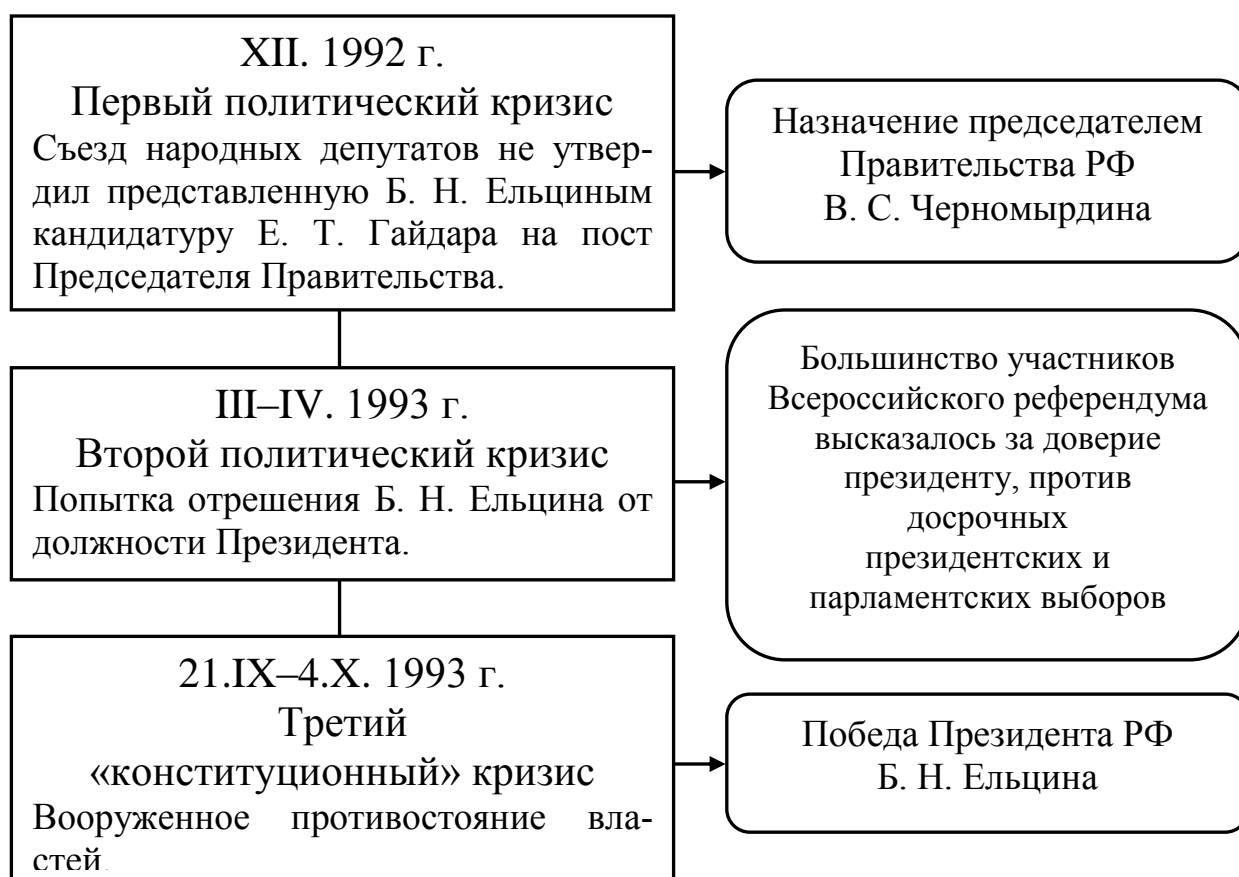 XII. 1992 г.
Первый политический кризис
Съезд народных депутатов не утвер-
дил представленную Б. Н. Ельциным
кандидатуру Е. Т. Гайдара на пост
Председателя Правительства.
Назначение председателем
Правительства РФ
В. С. Черномырдина
III–IV. 1993 г.
Второй политический кризис
Попытка отрешения Б. Н. Ельцина от
должности Президента.
Большинство участников
Всероссийского референдума
высказалось за доверие
президенту, против
досрочных
президентских и
парламентских выборов
21.IX–4.X. 1993 г.
Третий
«конституционный» кризис
Вооруженное противостояние вла-
стей.
Победа Президента РФ
Б. Н. Ельцина